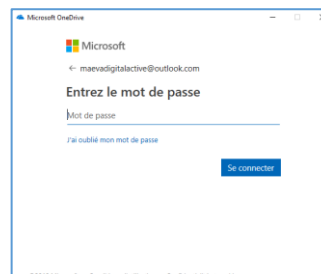 Microsoft OneDrive
Microsoft
← maevadigitalactive@outlook.com
Entrez le mot de passe
Mot de passe
J'ai oublié mon mot de passe
Se connecter